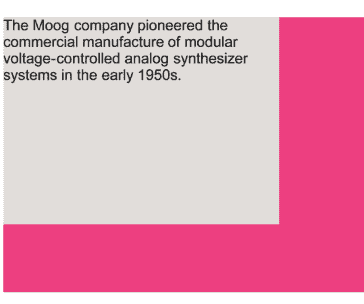 The Moog company pioneered the
commercial manufacture of modular
voltage-controlled analog synthesizer
systems in the early 1950s.